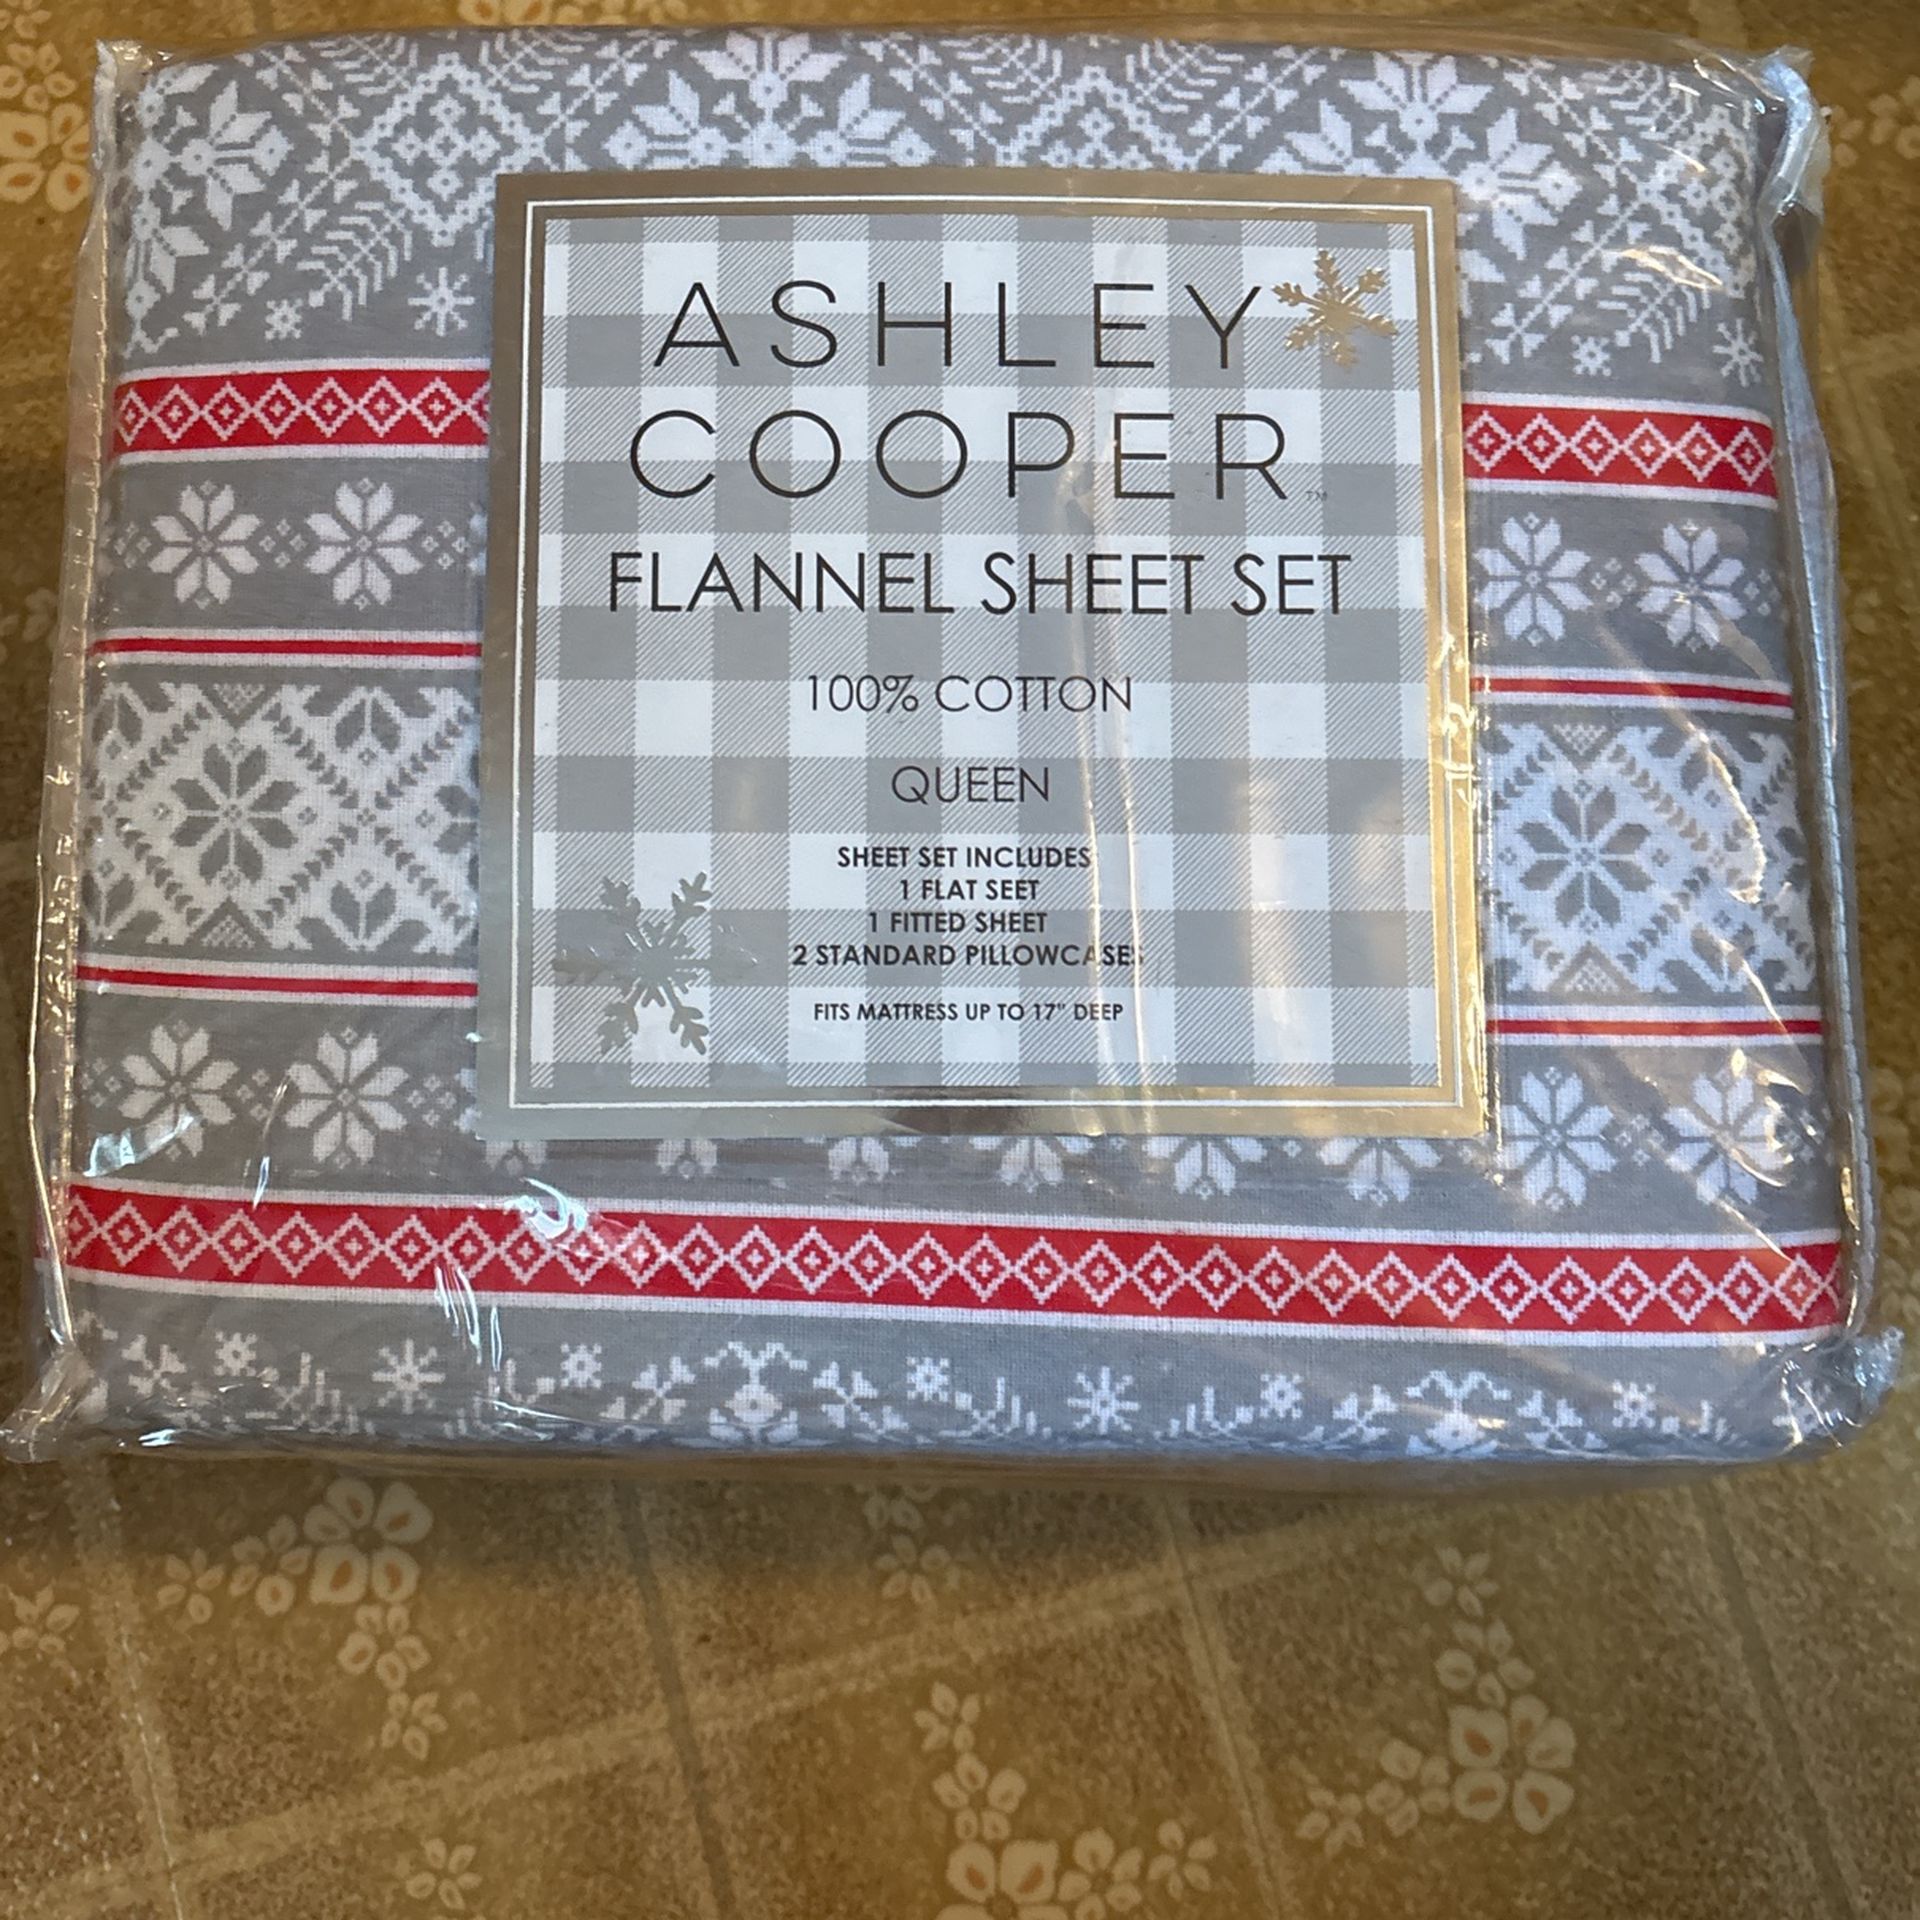 ASHLEY
COOPER™
FLANNEL SHEET SET
100% COTTON
QUEEN
SHEET SET INCLUDES
1 FLAT SEET
1 FITTED SHEET
2 STANDARD PILLOWCASES
FITS MATTRESS UP TO 17" DEEP